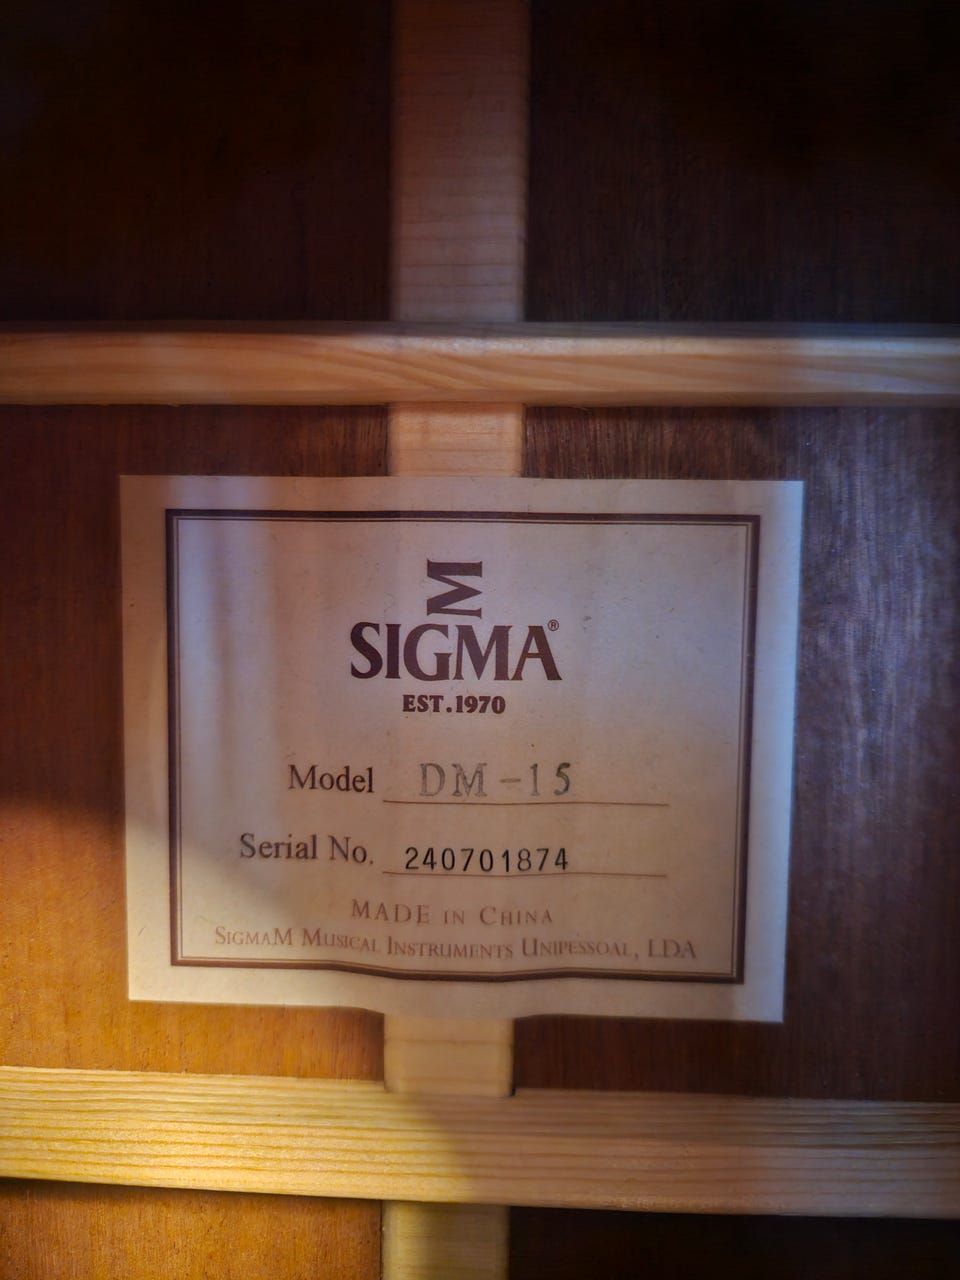 SIGMA®
EST.1970
Model DM-15
Serial No. 240701874
MADE IN CHINA
SIGMAM MUSICAL INSTRUMENTS UNIPESSOAL, LDA